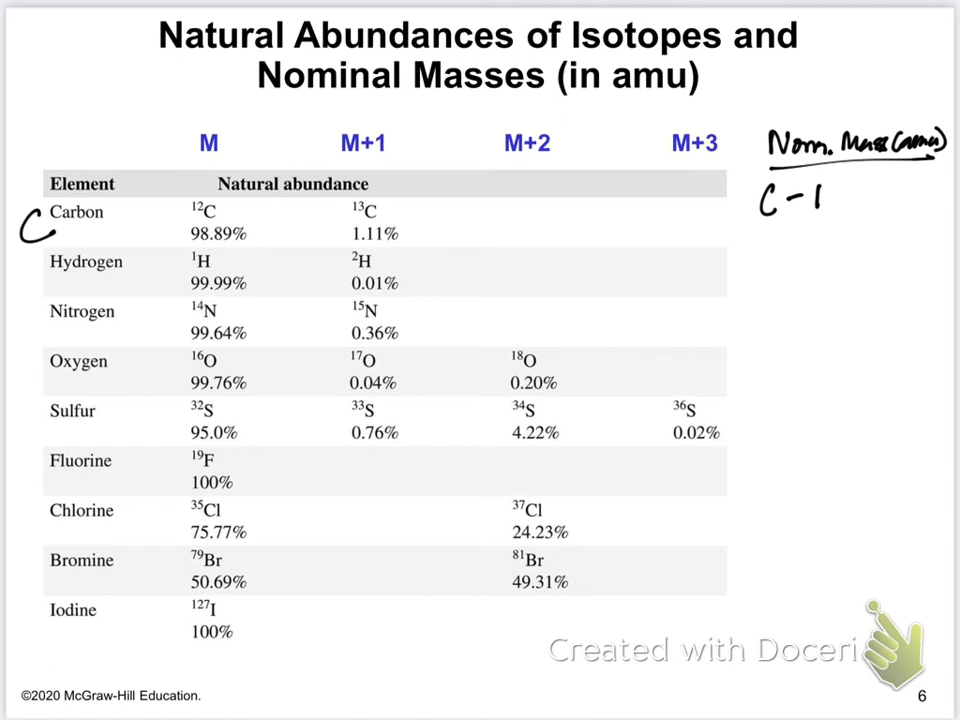 Natural Abundances of Isotopes and
Nominal Masses (in amu)
M M+1 M+2 M+3 Nom. Mass (amu)
Element Natural abundance
C - 1
C Carbon ¹²C ¹³C
98.89% 1.11%
Hydrogen ¹H ²H
99.99% 0.01%
Nitrogen ¹⁴N ¹⁵N
99.64% 0.36%
Oxygen ¹⁶O ¹⁷O ¹⁸O
99.76% 0.04% 0.20%
Sulfur ³²S ³³S ³⁴S ³⁶S
95.0% 0.76% 4.22% 0.02%
Fluorine ¹⁹F
100%
Chlorine ³⁵Cl ³⁷Cl
75.77% 24.23%
Bromine ⁷⁹Br ⁸¹Br
50.69% 49.31%
Iodine ¹²⁷I
100%
Created with Doceri
©2020 McGraw-Hill Education. 6